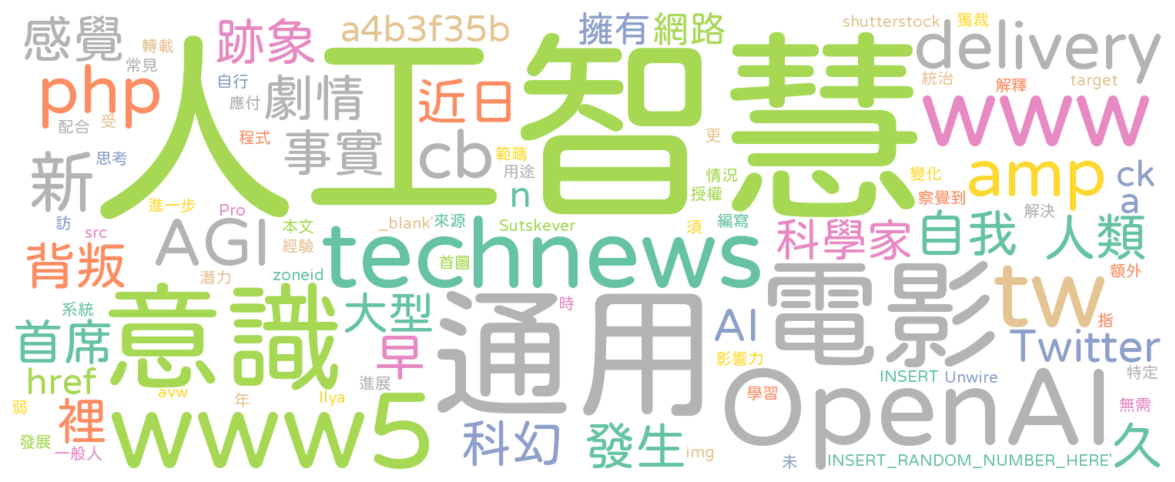 感覺
轉載
跡象
a4b3f35b
擁有
網路
shutterstock
獨裁
delivery
常見
php
自行
應付
劇情
近日
人工智慧
統治
解釋
target
www
配合
受
程式
事實
cb
範疇
用途
更
新
思考
情況
授權
變化
amp
ck
察覺到
a
n
進一步
訪
Pro
src
AGI
本文
經驗
_blank'
來源
Sutskever
須
編寫
解決
背叛
潛力
zoneid
technews
首圖
科學家
自我
人類
額外
系統
意識
大型
時
通用
電影
tw
指
首席
早
AI
影響力
Twitter
href
avw
年
進展
Ilya
學習
INSERT
Unwire
特定
弱
裡
發展
一般人
www5
科幻
發生
img
OpenAI
未
INSERT_RANDOM_NUMBER_HERE'
無需
久